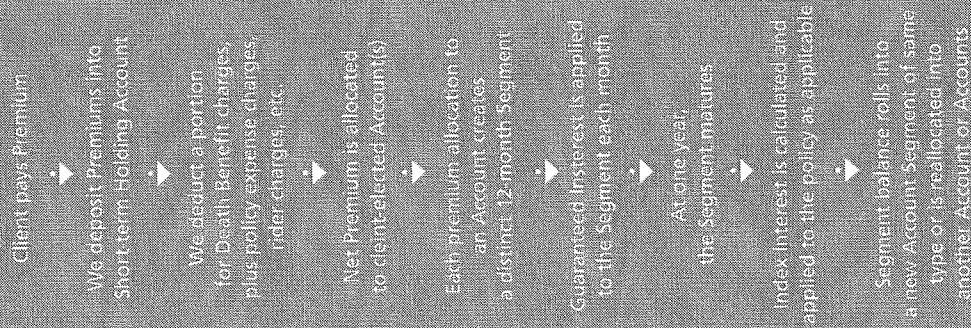 Client pays Premium
We depost Premiums into
Short-term Holding Account
We deduct a portion
for Death Benefit charges,
plus policy expense charges,
rider charges, etc.
Net Premium is allocated
to cleint-elected Account(s)
Each premium allocation to
an Account creates
a distinct 12-month Segment
Guaranteed Insterest is applied
to the Segment each month
At one year,
the Segment matures
Index Interest is calculated and
applied to the policy as applicable
Segment balance rolls into
a new Account Segment of same
type or is reallocated into
another Account or Accounts